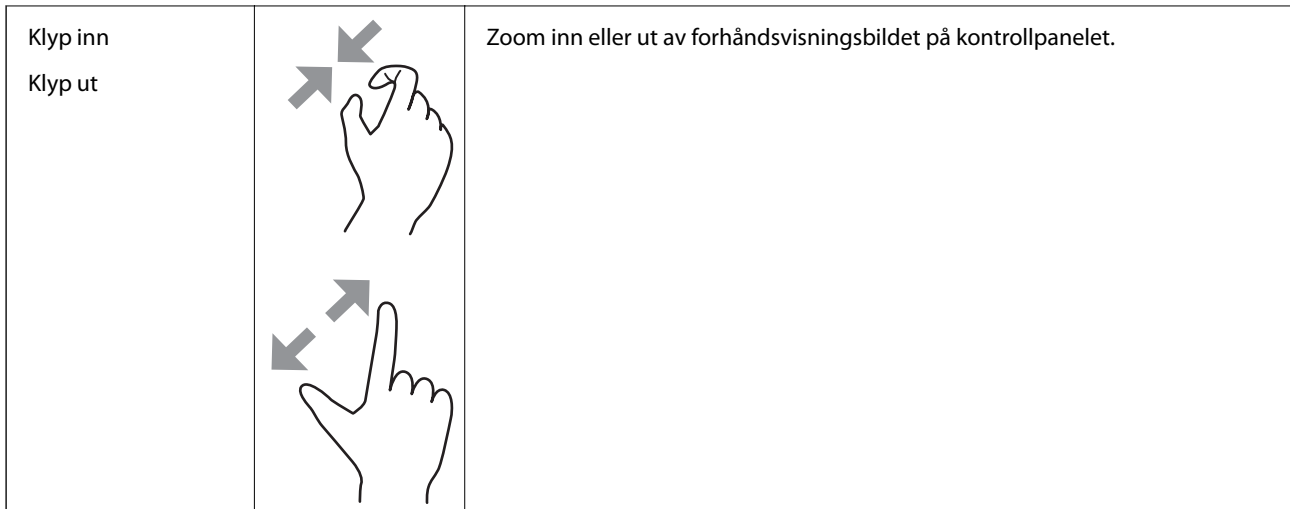 Klyp inn
Klyp ut
Zoom inn eller ut av forhåndsvisningsbildet på kontrollpanelet.